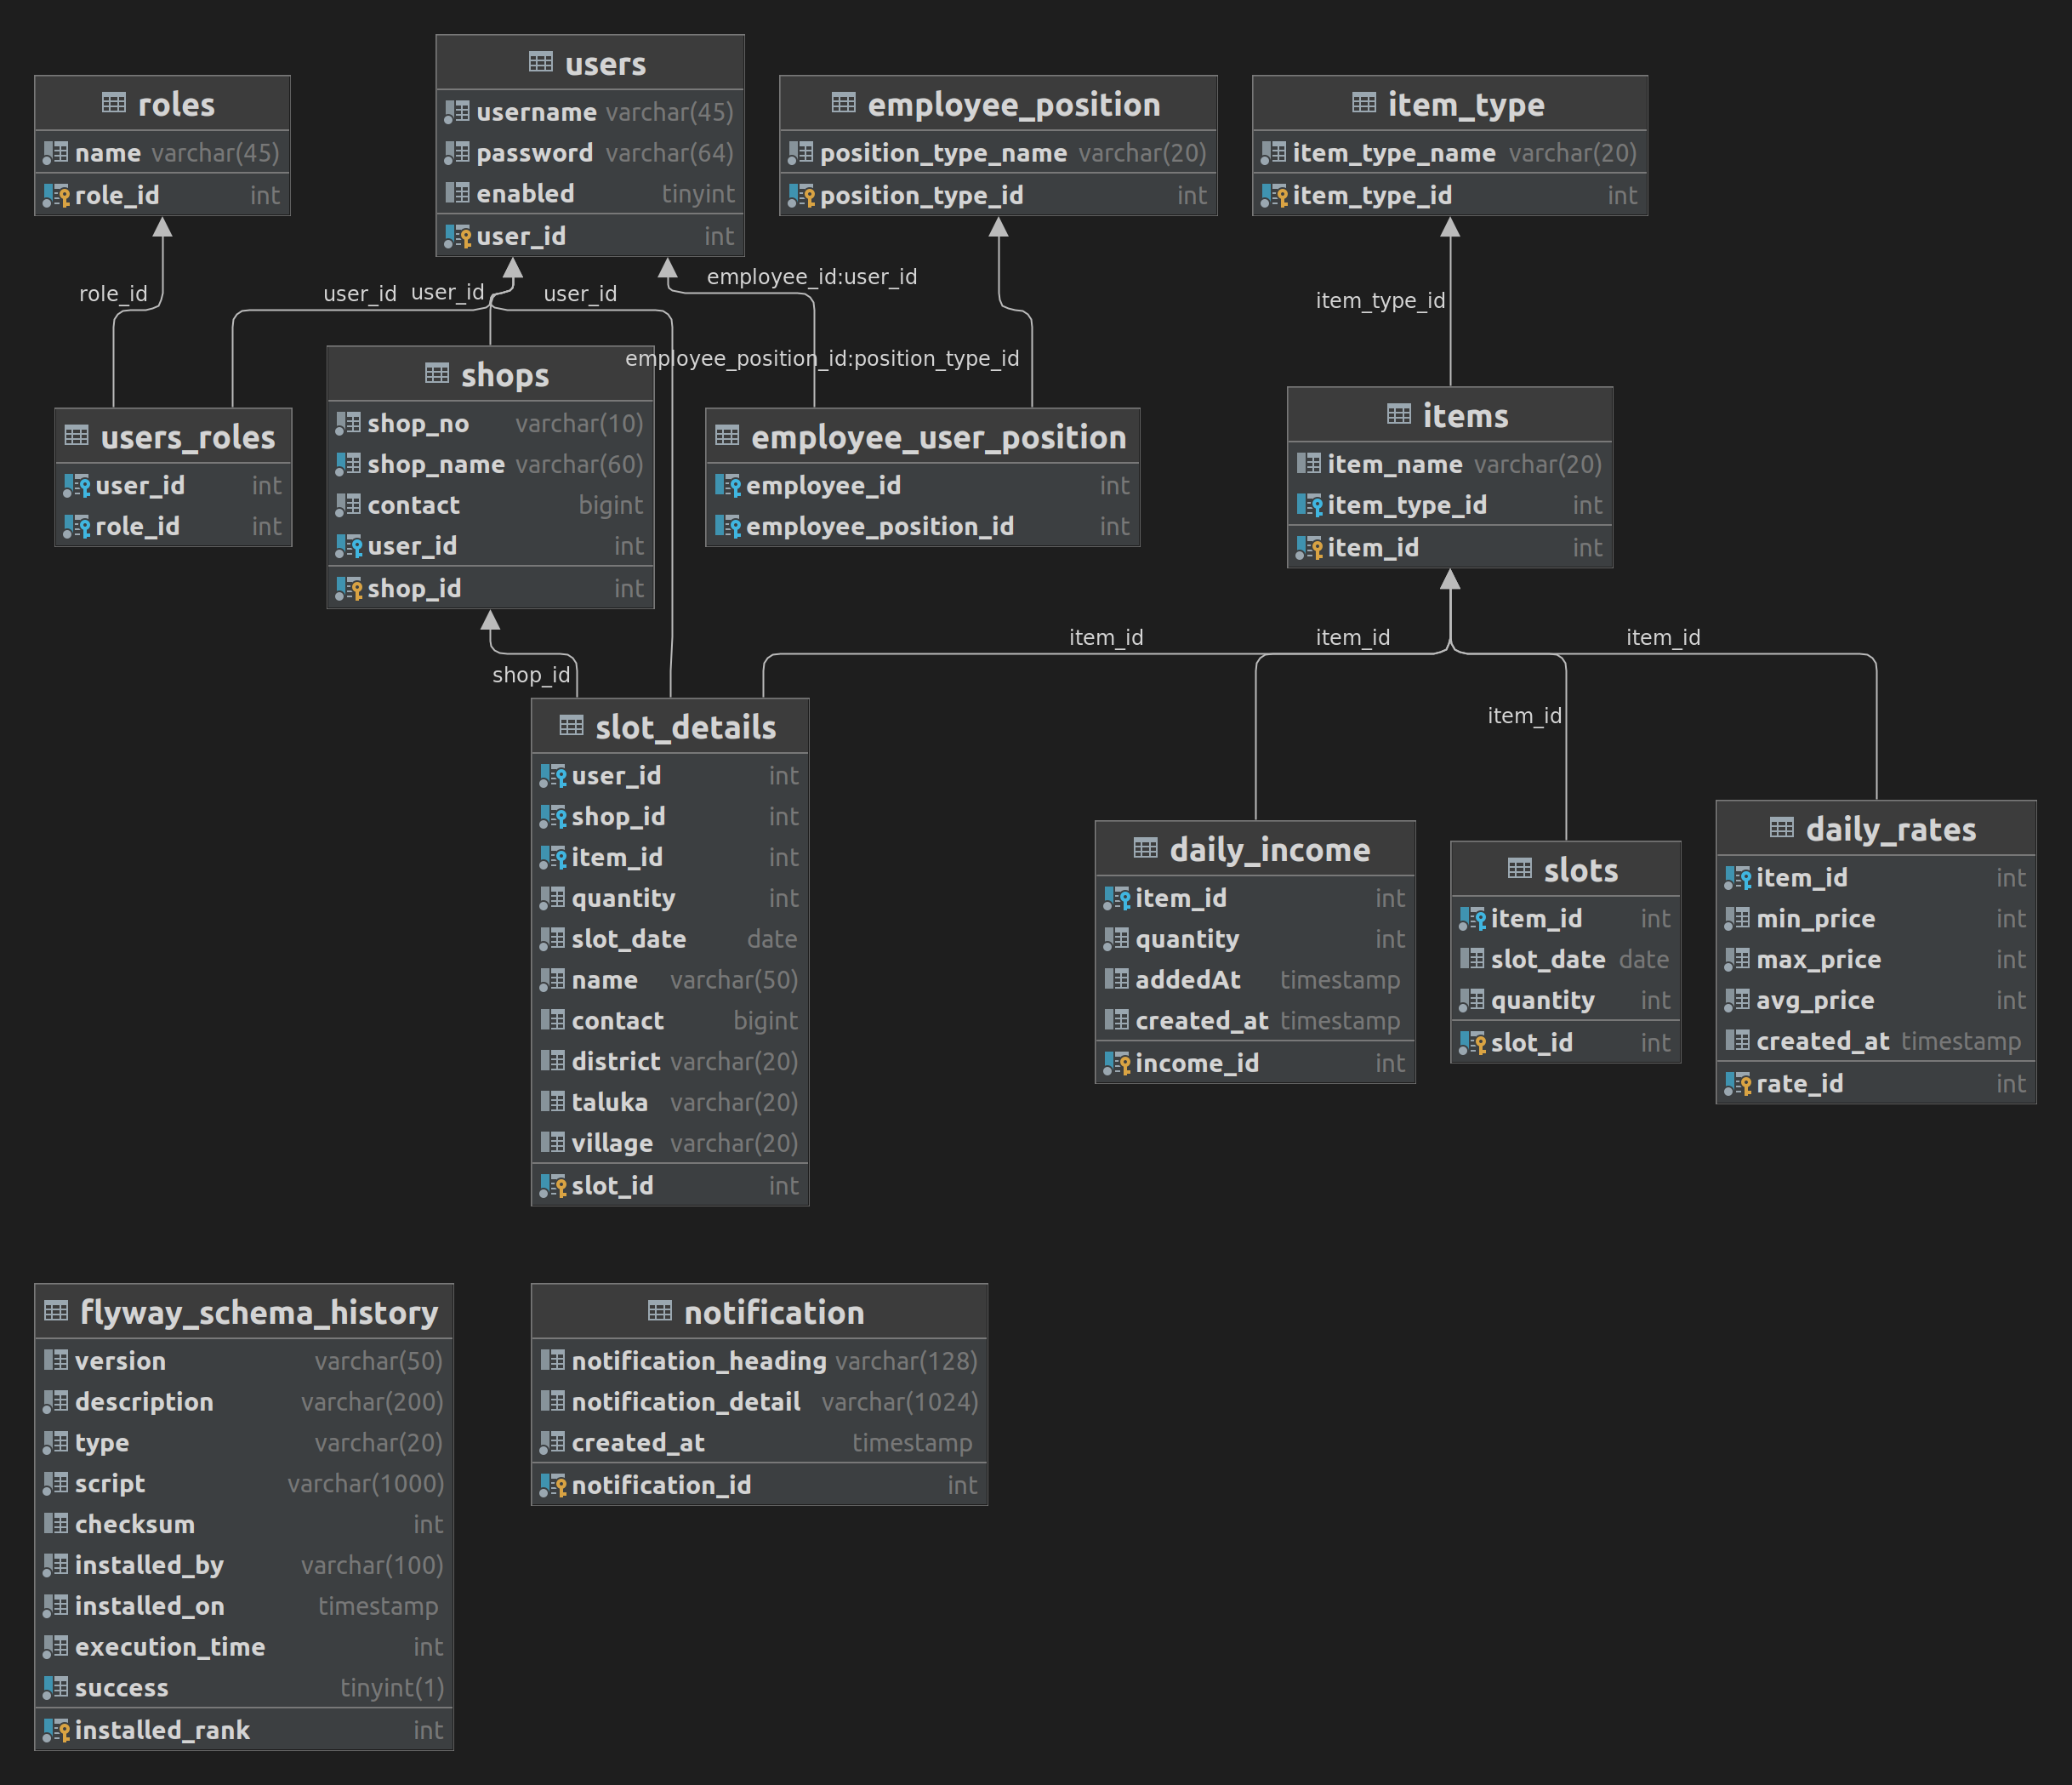 users
username varchar(45)
password varchar(64)
enabled tinyint
user_id int
roles
name varchar(45)
role_id int
employee_position
position_type_name varchar(20)
position_type_id int
item_type
item_type_name varchar(20)
item_type_id int
role_id
user_id
user_id
user_id
employee_id:user_id
employee_position_id:position_type_id
item_type_id
users_roles
user_id int
role_id int
shops
shop_no varchar(10)
shop_name varchar(60)
contact bigint
user_id int
shop_id int
employee_user_position
employee_id int
employee_position_id int
items
item_name varchar(20)
item_type_id int
item_id int
shop_id
item_id
item_id
item_id
item_id
slot_details
user_id int
shop_id int
item_id int
quantity int
slot_date date
name varchar(50)
contact bigint
district varchar(20)
taluka varchar(20)
village varchar(20)
slot_id int
daily_income
item_id int
quantity int
addedAt timestamp
created_at timestamp
income_id int
slots
item_id int
slot_date date
quantity int
slot_id int
daily_rates
item_id int
min_price int
max_price int
avg_price int
created_at timestamp
rate_id int
flyway_schema_history
version varchar(50)
description varchar(200)
type varchar(20)
script varchar(1000)
checksum int
installed_by varchar(100)
installed_on timestamp
execution_time int
success tinyint(1)
installed_rank int
notification
notification_heading varchar(128)
notification_detail varchar(1024)
created_at timestamp
notification_id int